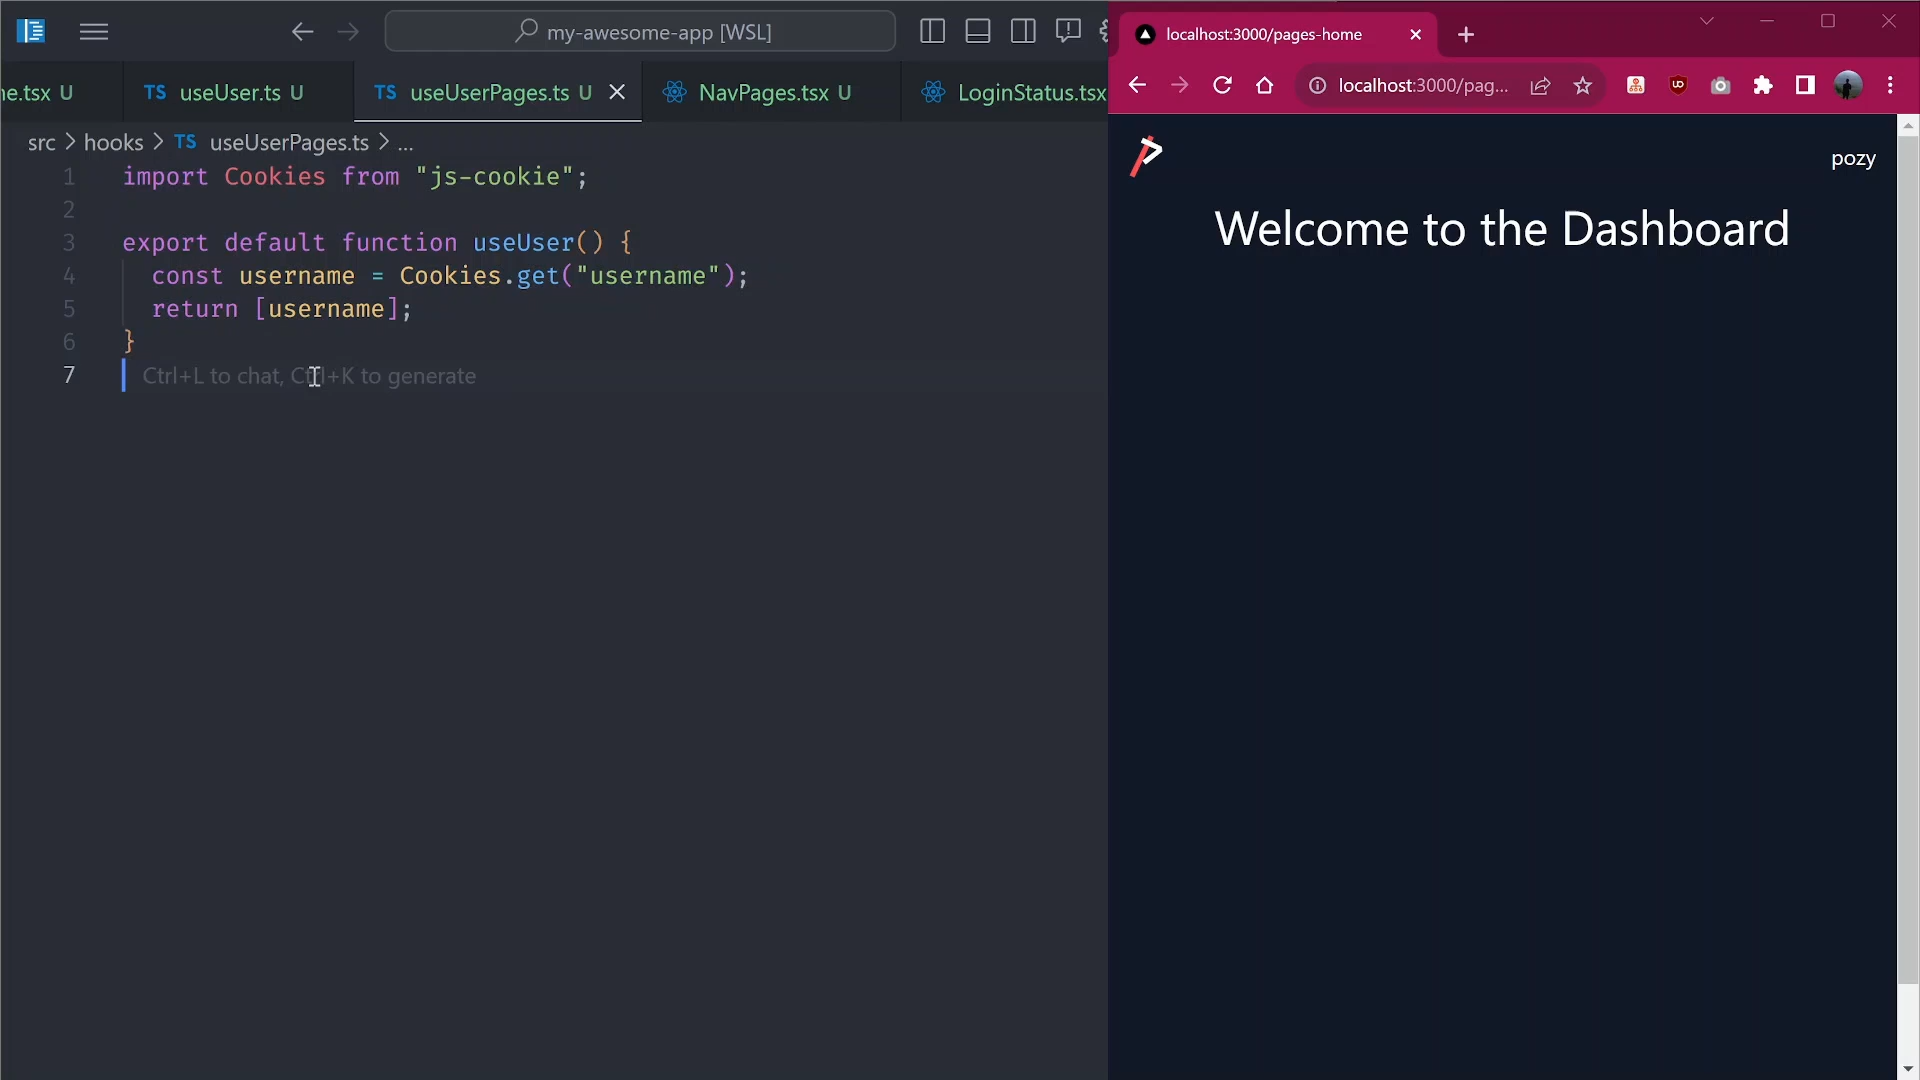 my-awesome-app [WSL]
ne.tsx U
TS useUser.ts U
TS useUserPages.ts U
NavPages.tsx U
LoginStatus.tsx
src > hooks > TS useUserPages.ts > ...
1 import Cookies from "js-cookie";
2
3 export default function useUser() {
4 const username = Cookies.get("username");
5 return [username];
6 }
7 Ctrl+L to chat, Ctrl+K to generate
localhost:3000/pages-home
localhost:3000/pag...
pozy
Welcome to the Dashboard